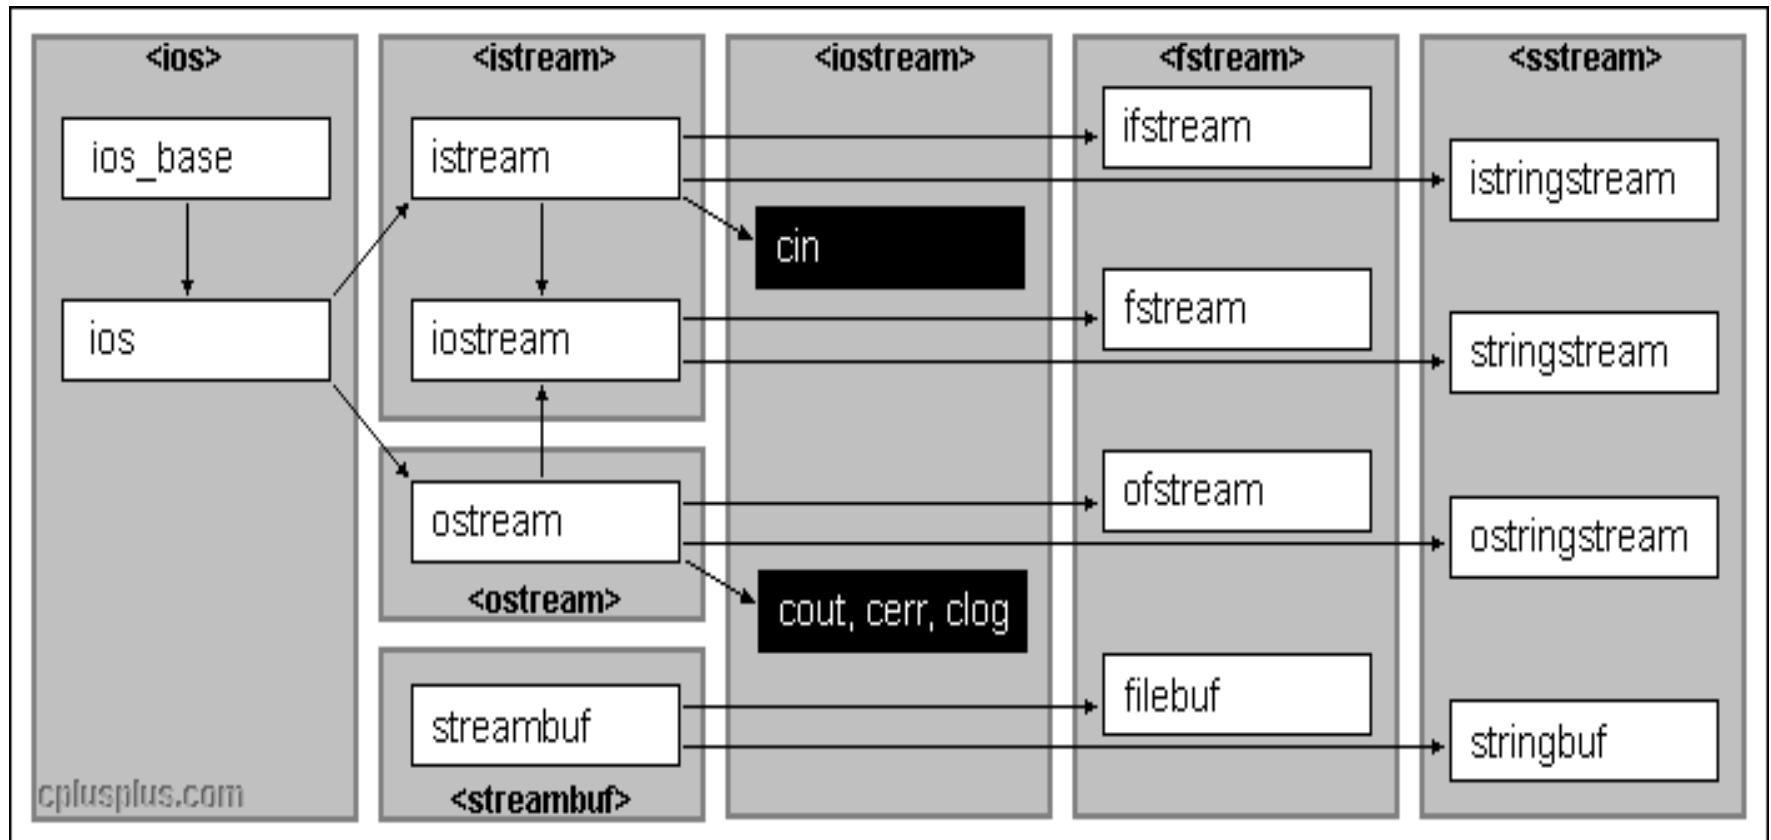 <ios>
ios_base
ios
cplusplus.com
<istream>
istream
iostream
ostream
<ostream>
streambuf
<streambuf>
<iostream>
cin
cout, cerr, clog
<fstream>
ifstream
fstream
ofstream
filebuf
<sstream>
istringstream
stringstream
ostringstream
stringbuf